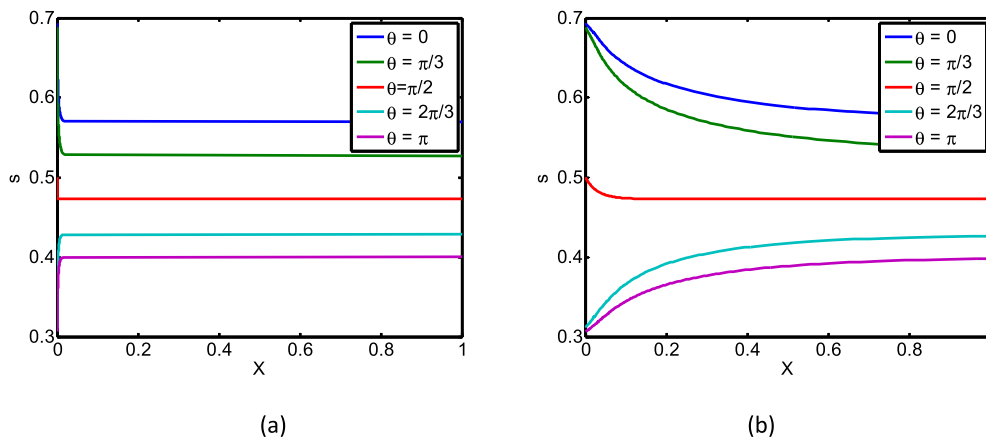 0.7
0.6
0.5
0.4
0.3
s
0
0.2
0.4
0.6
0.8
1
X
θ = 0
θ = π/3
θ=π/2
θ = 2π/3
θ = π
(a)
0.7
0.6
0.5
0.4
0.3
s
0
0.2
0.4
0.6
0.8
X
θ = 0
θ = π/3
θ = π/2
θ = 2π/3
θ = π
(b)